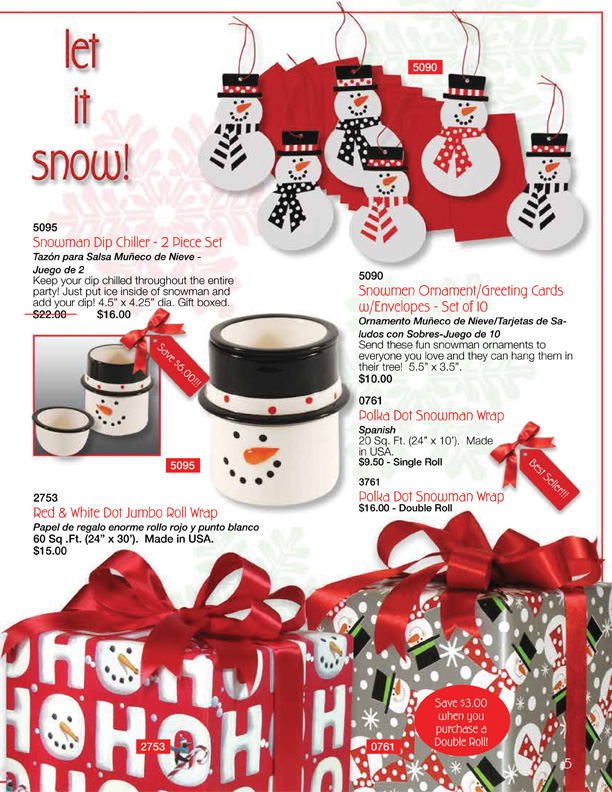 let
it
snow!
5090
5095
Snowman Dip Chiller - 2 Piece Set
Tazón para Salsa Muñeco de Nieve -
Juego de 2
Keep your dip chilled throughout the entire
party! Just put ice inside of snowman and
add your dip! 4.5" x 4.25" dia. Gift boxed.
$22.00 $16.00
Save $6.00!!!
5095
5090
Snowmen Ornament/Greeting Cards
w/Envelopes - Set of 10
Ornamento Muñeco de Nieve/Tarjetas de Sa-
ludos con Sobres-Juego de 10
Send these fun snowman ornaments to
everyone you love and they can hang them in
their tree! 5.5" x 3.5".
$10.00
0761
Polka Dot Snowman Wrap
Spanish
20 Sq. Ft. (24" x 10'). Made
in USA.
$9.50 - Single Roll
3761
Polka Dot Snowman Wrap
$16.00 - Double Roll
Best Seller!!!
2753
Red & White Dot Jumbo Roll Wrap
Papel de regalo enorme rollo rojo y punto blanco
60 Sq .Ft. (24" x 30'). Made in USA.
$15.00
HOHO
HOHO
2753
0761
Save $3.00
when you
purchase a
Double Roll!
5